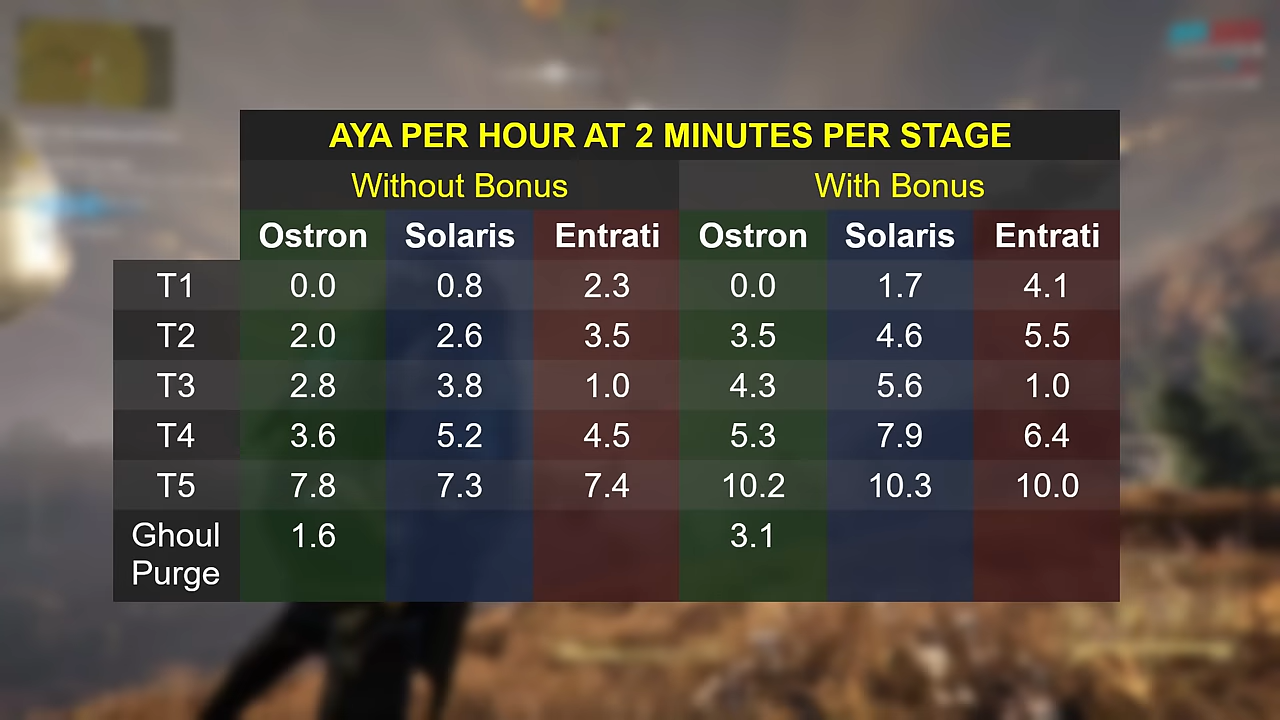 AYA PER HOUR AT 2 MINUTES PER STAGE
Without Bonus With Bonus
Ostron Solaris Entrati Ostron Solaris Entrati
T1 0.0 0.8 2.3 0.0 1.7 4.1
T2 2.0 2.6 3.5 3.5 4.6 5.5
T3 2.8 3.8 1.0 4.3 5.6 1.0
T4 3.6 5.2 4.5 5.3 7.9 6.4
T5 7.8 7.3 7.4 10.2 10.3 10.0
Ghoul 1.6 3.1
Purge